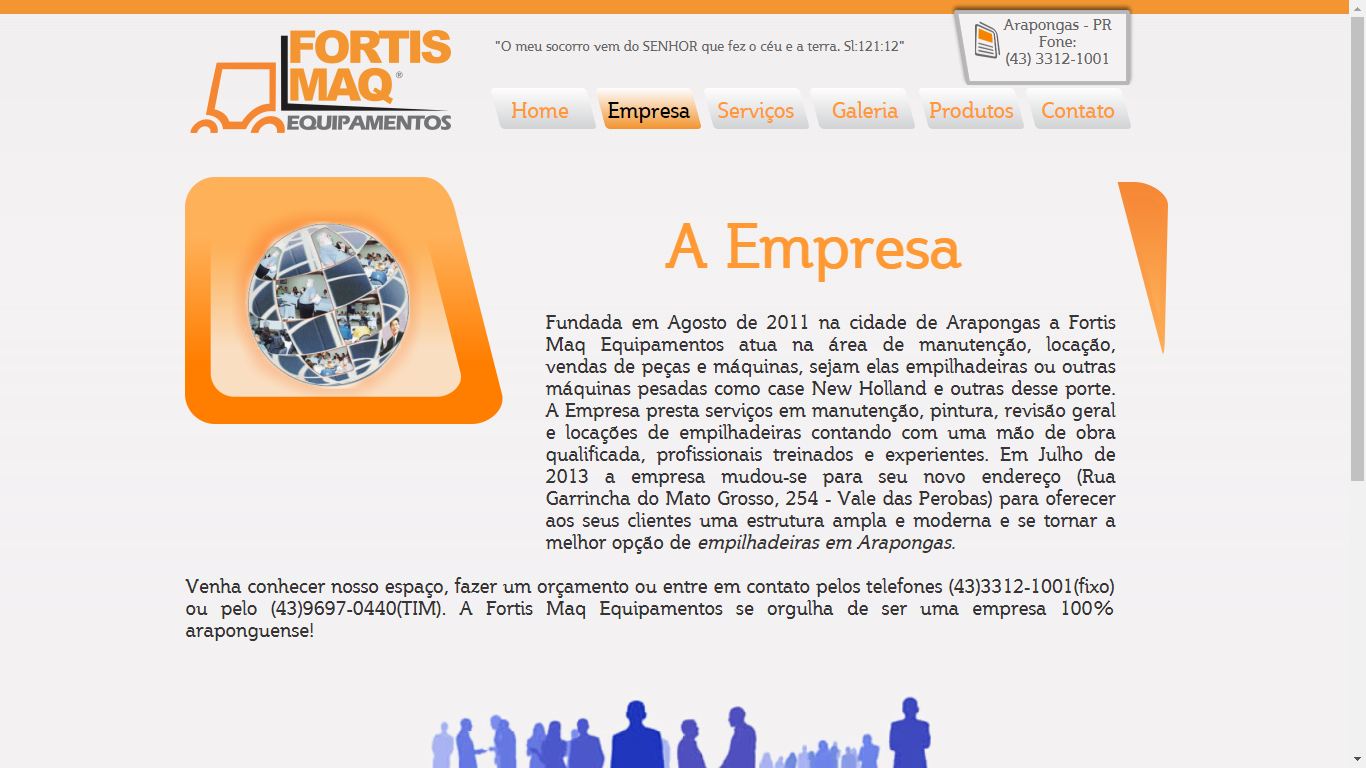 FORTIS
MAQ®
EQUIPAMENTOS
"O meu socorro vem do SENHOR que fez o céu e a terra. Sl:121:12"
Arapongas - PR
Fone:
(43) 3312-1001
Home Empresa Serviços Galeria Produtos Contato
A Empresa
Fundada em Agosto de 2011 na cidade de Arapongas a Fortis
Maq Equipamentos atua na área de manutenção, locação,
vendas de peças e máquinas, sejam elas empilhadeiras ou outras
máquinas pesadas como case New Holland e outras desse porte.
A Empresa presta serviços em manutenção, pintura, revisão geral
e locações de empilhadeiras contando com uma mão de obra
qualificada, profissionais treinados e experientes. Em Julho de
2013 a empresa mudou-se para seu novo endereço (Rua
Garrincha do Mato Grosso, 254 - Vale das Perobas) para oferecer
aos seus clientes uma estrutura ampla e moderna e se tornar a
melhor opção de empilhadeiras em Arapongas.
Venha conhecer nosso espaço, fazer um orçamento ou entre em contato pelos telefones (43)3312-1001(fixo)
ou pelo (43)9697-0440(TIM). A Fortis Maq Equipamentos se orgulha de ser uma empresa 100%
araponguense!